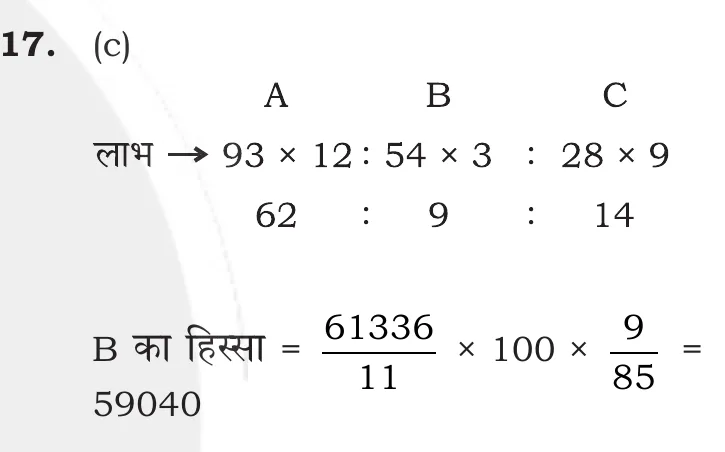 17. (c)
A B C
लाभ → 93 × 12 : 54 × 3 : 28 × 9
62 : 9 : 14
B का हिस्सा = 61336/11 × 100 × 9/85 =
59040